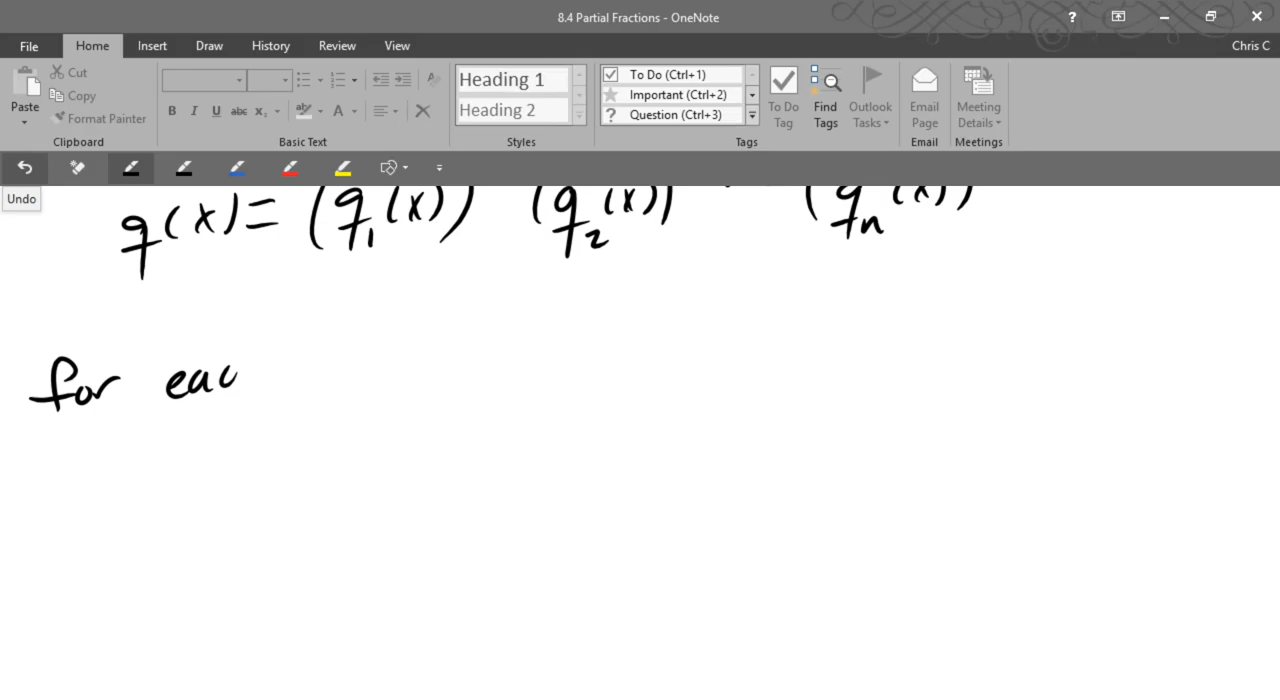 8.4 Partial Fractions - OneNote
?
File Home Insert Draw History Review View Chris C
Paste
Cut
Copy
Format Painter
Clipboard
B I U abc x₂ A
Basic Text
Heading 1
Heading 2
Styles
To Do (Ctrl+1)
Important (Ctrl+2)
? Question (Ctrl+3)
To Do Tag
Find Tags
Outlook Tasks
Tags
Email Page
Email
Meeting Details
Meetings
Undo
q(x) = (q₁(x)) (q₂(x)) (qₙ(x))
for eac